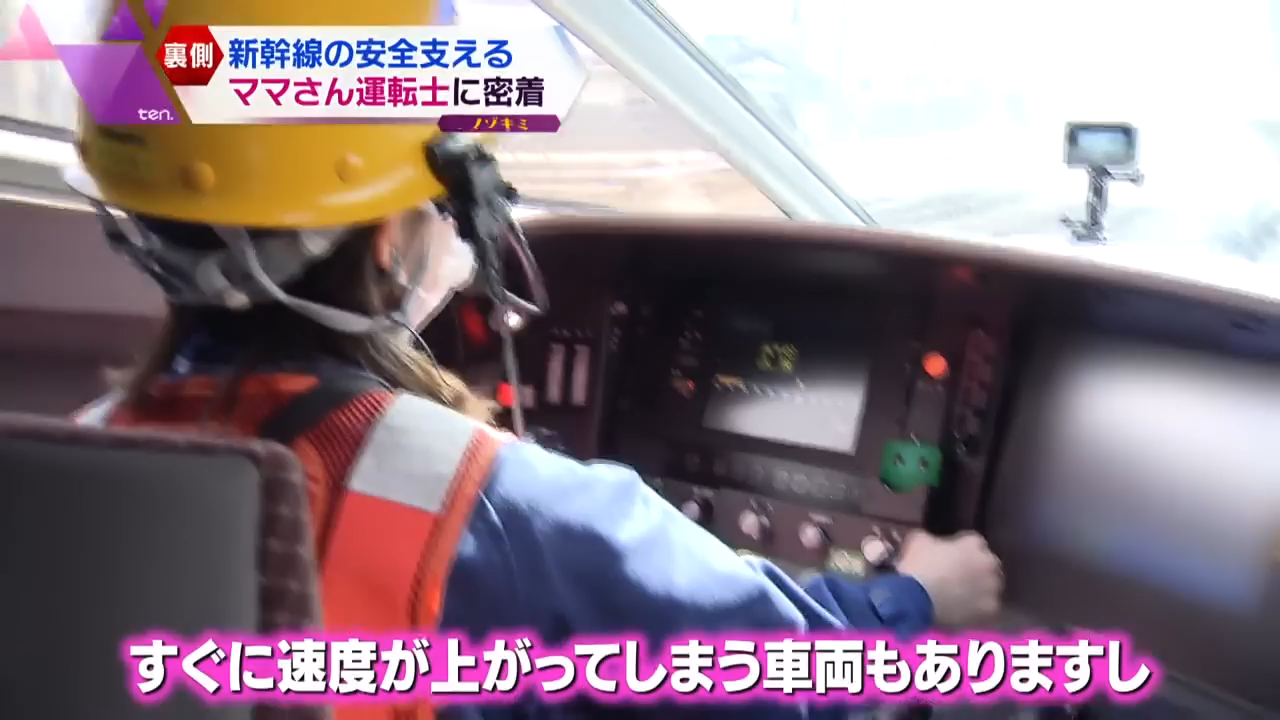 裏側
新幹線の安全支える
ママさん運転士に密着
ten.
ノゾキミ
すぐに速度が上がってしまう車両もありますし